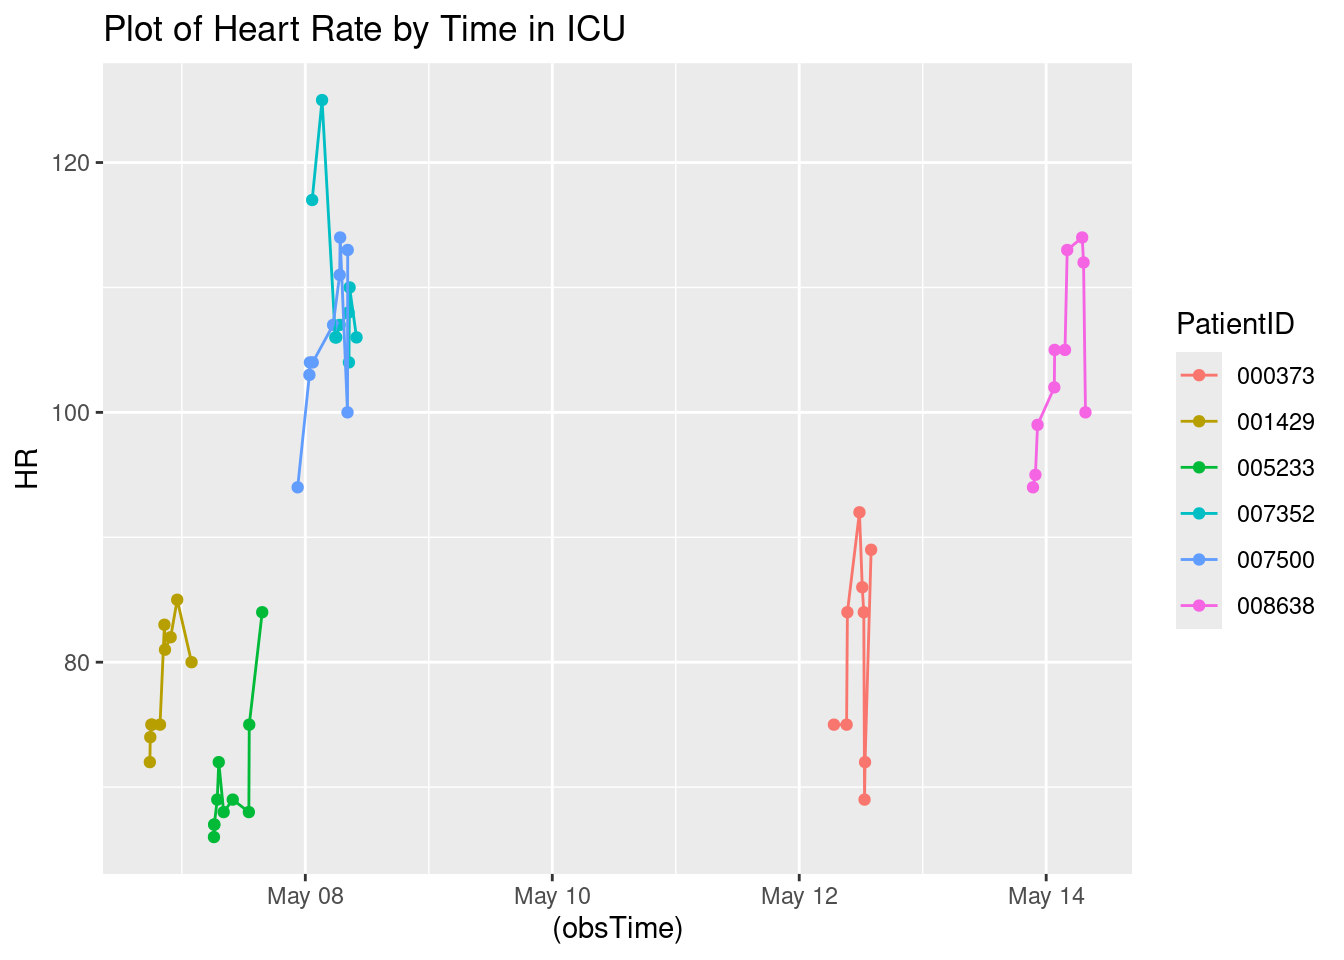 Plot of Heart Rate by Time in ICU
120
100
80
HR
May 08
May 10
May 12
May 14
(obsTime)
PatientID
000373
001429
005233
007352
007500
008638